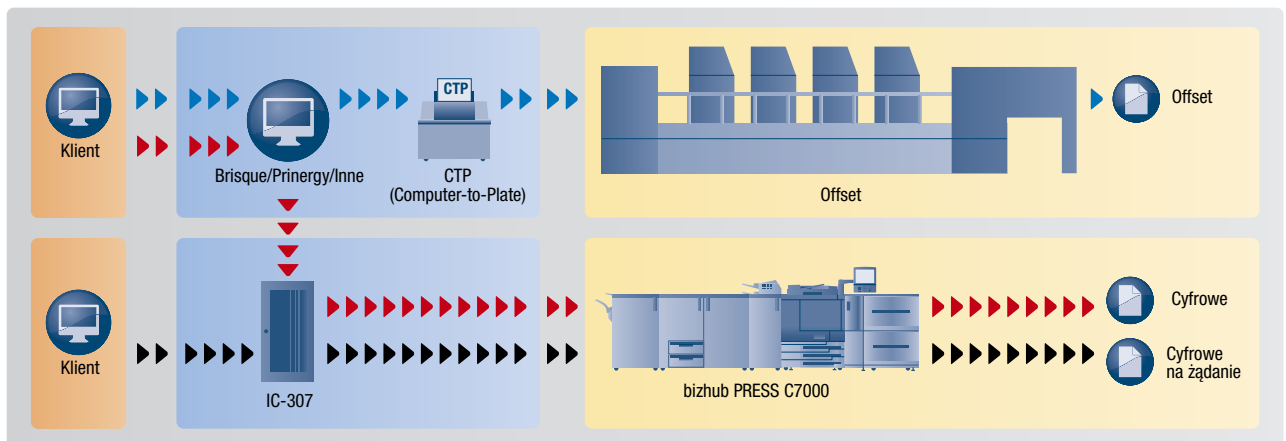 Klient
Brisque/Prinergy/Inne
CTP
CTP
(Computer-to-Plate)
Offset
Offset
Klient
IC-307
bizhub PRESS C7000
Cyfrowe
Cyfrowe
na żądanie